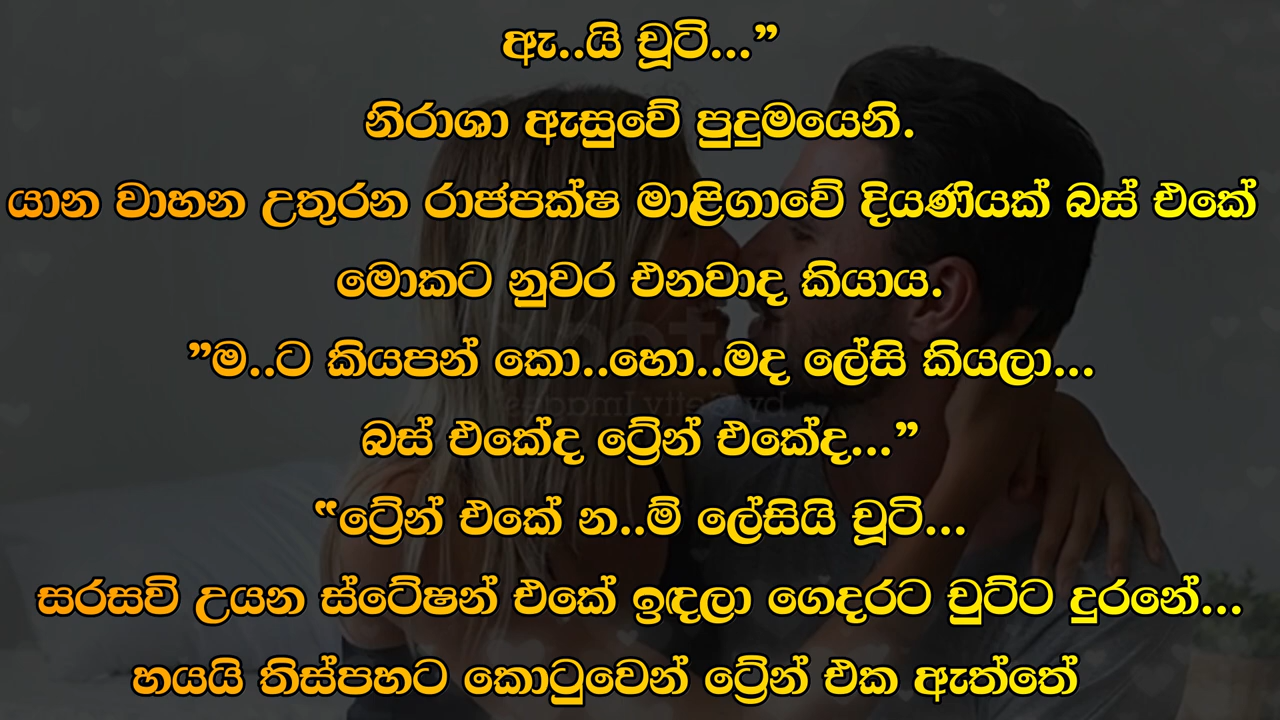 ඇ..යි චූටි...”
නිරාශා ඇසුවේ පුදුමයෙනි.
යාන වාහන උතුරන රාජපක්ෂ මාළිගාවේ දියණියක් බස් එකේ
මොකට නුවර එනවාද කියාය.
”ම..ට කියපන් කො..හො..මද ලේසි කියලා...
බස් එකේද ට්‍රේන් එකේද...”
“ට්‍රේන් එකේ න..ම් ලේසියි චූටි...
සරසවි උයන ස්ටේෂන් එකේ ඉඳලා ගෙදරට චුට්ට දුරනේ...
හයයි තිස්පහට කොටුවෙන් ට්‍රේන් එක ඇත්තේ